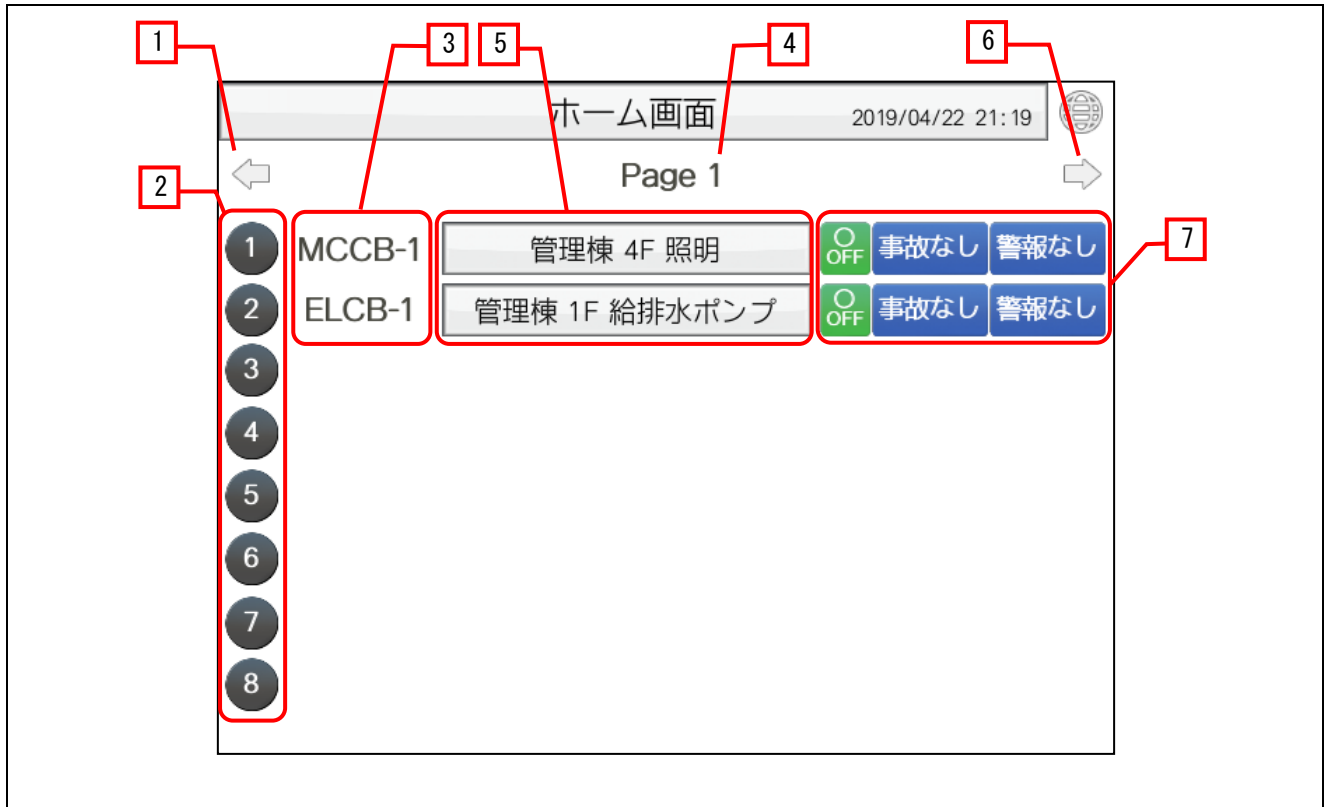 1 3 5 4 6
ホーム画面 2019/04/22 21:19
2 Page 1
1 MCCB-1 管理棟 4F 照明 OFF 事故なし 警報なし 7
2 ELCB-1 管理棟 1F 給排水ポンプ OFF 事故なし 警報なし
3
4
5
6
7
8